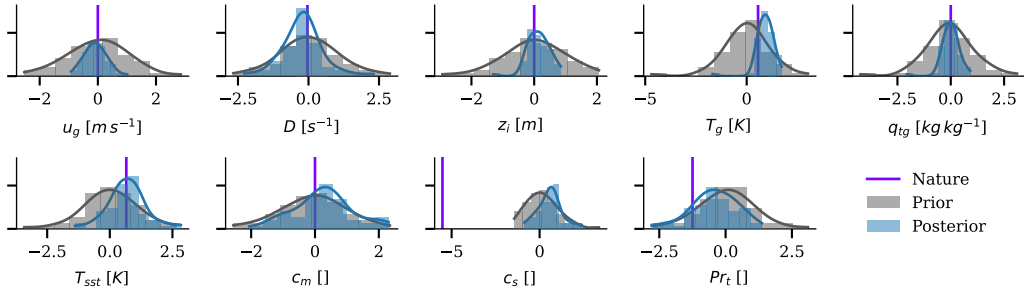 −2 0 2
u_g [m s⁻¹]
−2.5 0.0 2.5
D [s⁻¹]
−2 0 2
z_i [m]
−5 0
T_g [K]
−2.5 0.0 2.5
q_tg [kg kg⁻¹]
−2.5 0.0 2.5
T_sst [K]
−2 0 2
c_m []
−5 0
c_s []
−2.5 0.0 2.5
Pr_t []
Nature
Prior
Posterior